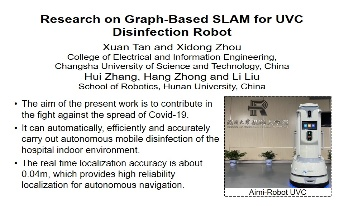 Research on Graph-Based SLAM for UVC
Disinfection Robot
Xuan Tan and Xidong Zhou
College of Electrical and Information Engineering,
Changsha University of Science and Technology, China
Hui Zhang, Hang Zhong and Li Liu
School of Robotics, Hunan University, China
• The aim of the present work is to contribute in
the fight against the spread of Covid-19.
• It can automatically, efficiently and accurately
carry out autonomous mobile disinfection of the
hospital indoor environment.
• The real time localization accuracy is about
0.04m, which provides high reliability
localization for autonomous navigation.
Aimi-Robot UVC